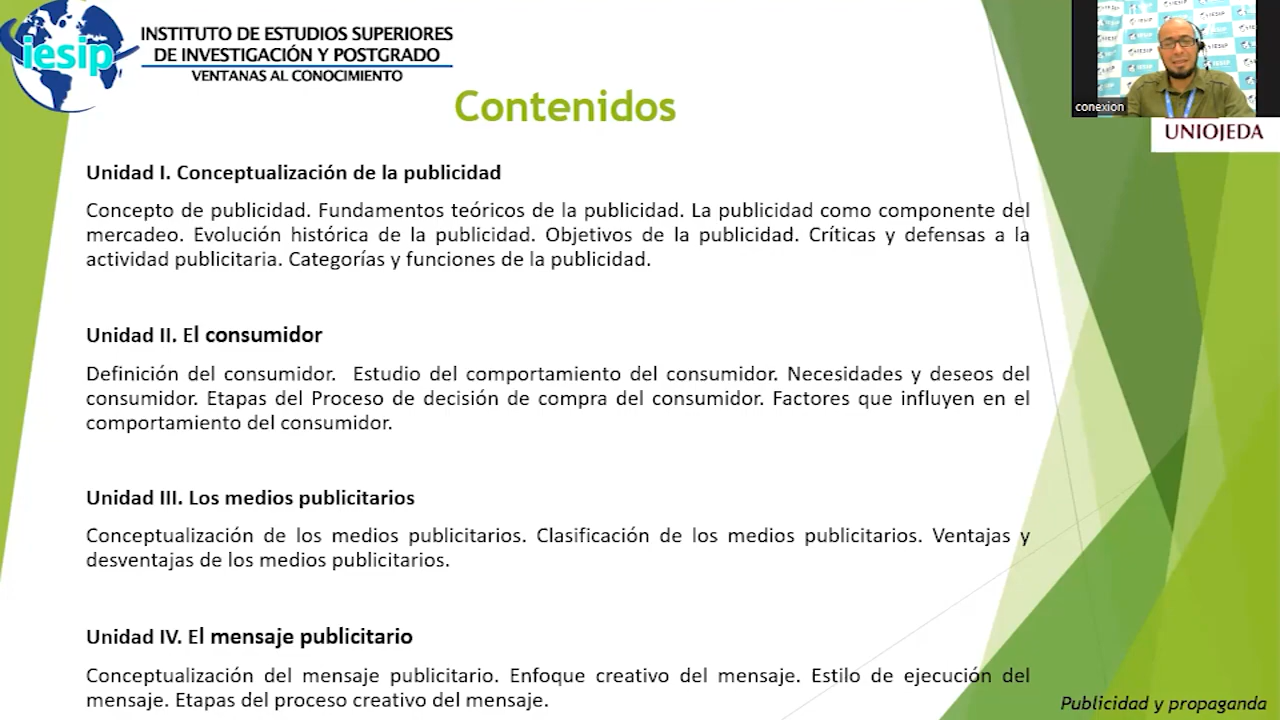 iesip
INSTITUTO DE ESTUDIOS SUPERIORES
DE INVESTIGACIÓN Y POSTGRADO
VENTANAS AL CONOCIMIENTO
conexion
UNIOJEDA
Contenidos
Unidad I. Conceptualización de la publicidad
Concepto de publicidad. Fundamentos teóricos de la publicidad. La publicidad como componente del
mercadeo. Evolución histórica de la publicidad. Objetivos de la publicidad. Críticas y defensas a la
actividad publicitaria. Categorías y funciones de la publicidad.
Unidad II. El consumidor
Definición del consumidor. Estudio del comportamiento del consumidor. Necesidades y deseos del
consumidor. Etapas del Proceso de decisión de compra del consumidor. Factores que influyen en el
comportamiento del consumidor.
Unidad III. Los medios publicitarios
Conceptualización de los medios publicitarios. Clasificación de los medios publicitarios. Ventajas y
desventajas de los medios publicitarios.
Unidad IV. El mensaje publicitario
Conceptualización del mensaje publicitario. Enfoque creativo del mensaje. Estilo de ejecución del
mensaje. Etapas del proceso creativo del mensaje.
Publicidad y propaganda